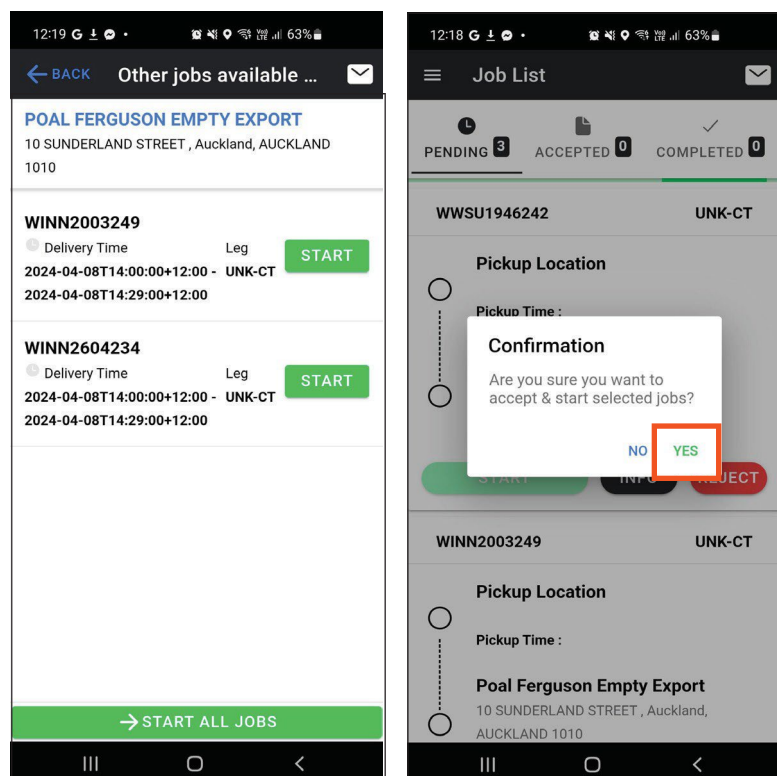 12:19 G
63%
BACK Other jobs available ...
POAL FERGUSON EMPTY EXPORT
10 SUNDERLAND STREET , Auckland, AUCKLAND
1010
WINN2003249
Delivery Time Leg
START
2024-04-08T14:00:00+12:00 - UNK-CT
2024-04-08T14:29:00+12:00
WINN2604234
Delivery Time Leg
START
2024-04-08T14:00:00+12:00 - UNK-CT
2024-04-08T14:29:00+12:00
START ALL JOBS
12:18 G
63%
Job List
PENDING 3 ACCEPTED 0 COMPLETED 0
WWSU1946242 UNK-CT
Pickup Location
Pickup Time :
Confirmation
Are you sure you want to
accept & start selected jobs?
NO YES
START INFO REJECT
WINN2003249 UNK-CT
Pickup Location
Pickup Time :
Poal Ferguson Empty Export
10 SUNDERLAND STREET , Auckland,
AUCKLAND 1010